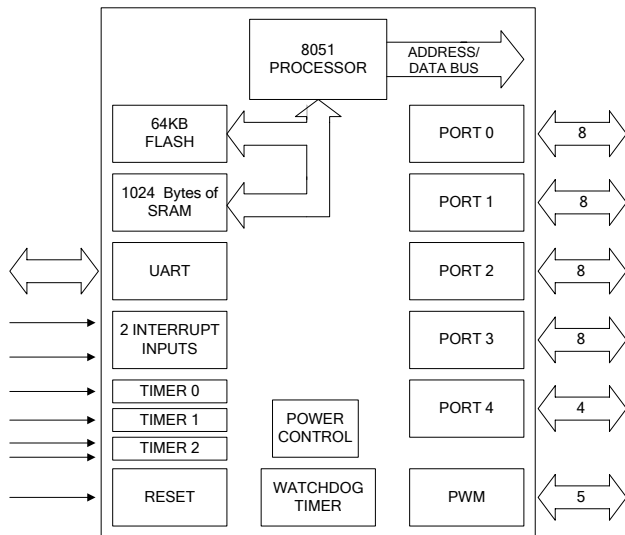 8051
PROCESSOR
ADDRESS/
DATA BUS
64KB
FLASH
PORT 0
8
1024 Bytes of
SRAM
PORT 1
8
UART
PORT 2
8
2 INTERRUPT
INPUTS
PORT 3
8
TIMER 0
TIMER 1
TIMER 2
POWER
CONTROL
PORT 4
4
RESET
WATCHDOG
TIMER
PWM
5